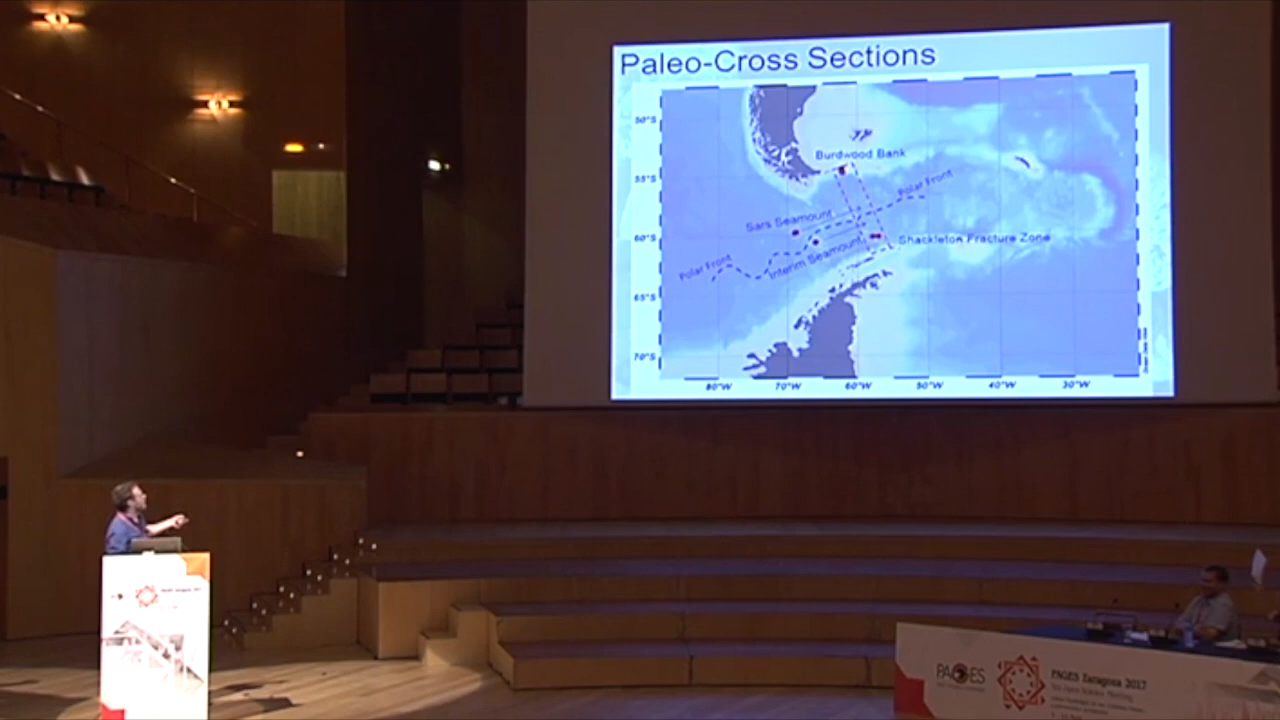 Paleo-Cross Sections
50°S
Burdwood Bank
55°S
Polar Front
Sars Seamount
60°S
Shackleton Fracture Zone
Interim Seamount
Polar Front
65°S
70°S
80°W
70°W
60°W
50°W
40°W
30°W
PAGES
PAGES Zaragoza 2017